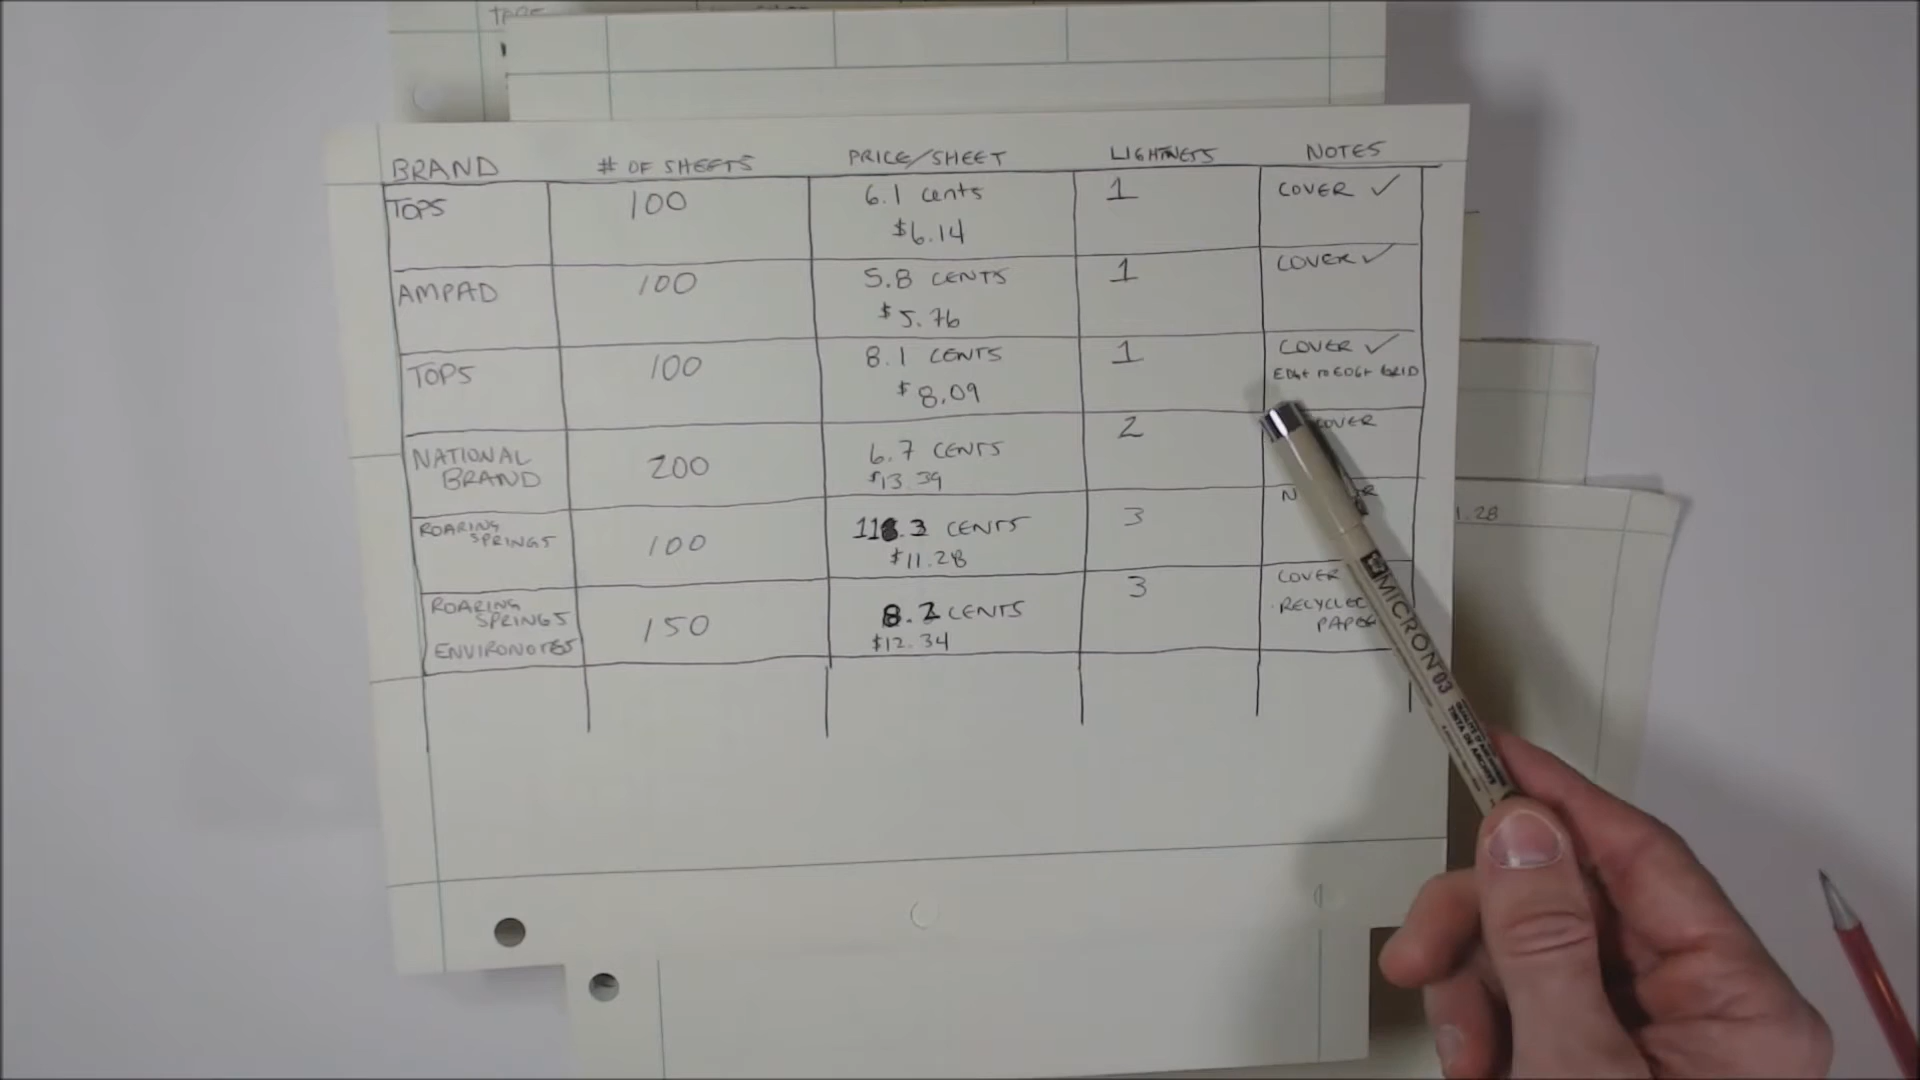 BRAND # OF SHEETS PRICE/SHEET LIGHTNESS NOTES
TOPS 100 6.1 cents 1 COVER ✓
$6.14
AMPAD 100 5.8 CENTS 1 COVER ✓
$5.76
TOPS 100 8.1 CENTS 1 COVER ✓
$8.09 EDGE TO EDGE GRID
NATIONAL 200 6.7 CENTS 2 COVER
BRAND $13.39
ROARING 100 CENTS 3
SPRINGS $11.28
ROARING 150 8.2 CENTS 3 COVER
SPRINGS $12.34 RECYCLED
ENVIRONOTES PAPER
1.28
MICRON 03